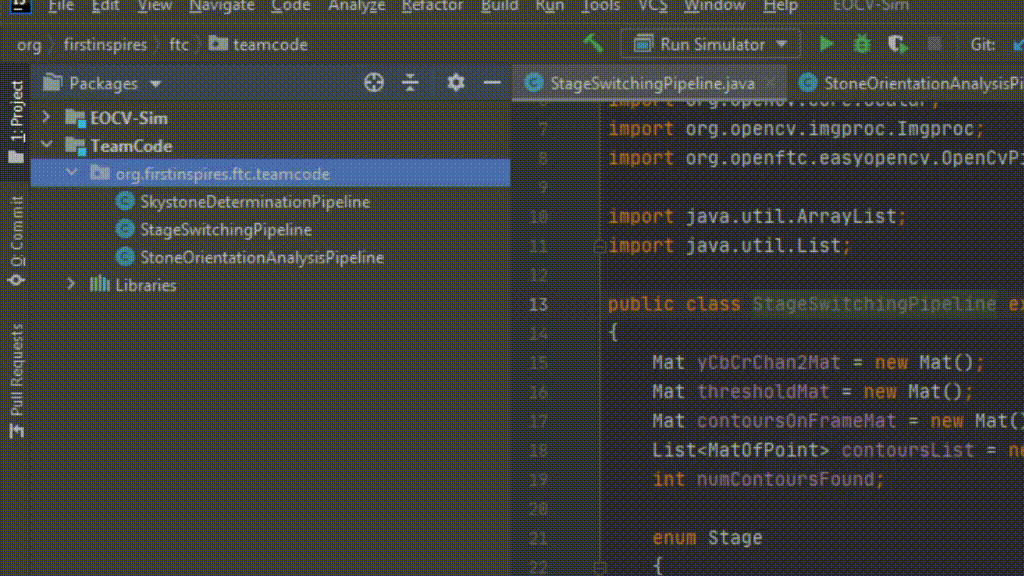 File Edit View Navigate Code Analyze Refactor Build Run Tools VCS Window Help EOCV-Sim
org firstinspires ftc teamcode Run Simulator Git:
1: Project
0: Commit
Pull Requests
Packages
EOCV-Sim
TeamCode
org.firstinspires.ftc.teamcode
SkystoneDeterminationPipeline
StageSwitchingPipeline
StoneOrientationAnalysisPipeline
Libraries
StageSwitchingPipeline.java StoneOrientationAnalysisPi
6 import org.opencv.core.Scalar;
7 import org.opencv.imgproc.Imgproc;
8 import org.openftc.easyopencv.OpenCvPi
9
10 import java.util.ArrayList;
11 import java.util.List;
12
13 public class StageSwitchingPipeline ex
14 {
15 Mat yCbCrChan2Mat = new Mat();
16 Mat thresholdMat = new Mat();
17 Mat contoursOnFrameMat = new Mat()
18 List<MatOfPoint> contoursList = ne
19 int numContoursFound;
20
21 enum Stage
22 {